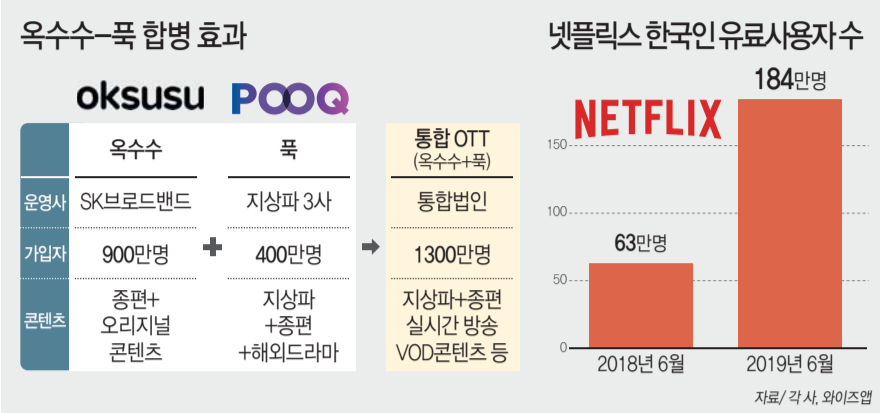 옥수수–푹 합병 효과
oksusu
POOQ
옥수수
푹
통합 OTT
(옥수수+푹)
운영사
SK브로드밴드
지상파 3사
통합법인
가입자
900만명
+
400만명
1300만명
콘텐츠
종편+
오리지널
콘텐츠
지상파
+종편
+해외드라마
지상파+종편
실시간 방송
VOD콘텐츠 등
넷플릭스 한국인 유료사용자 수
NETFLIX
184만명
150
100
63만명
50
0
2018년 6월
2019년 6월
자료/ 각 사, 와이즈앱